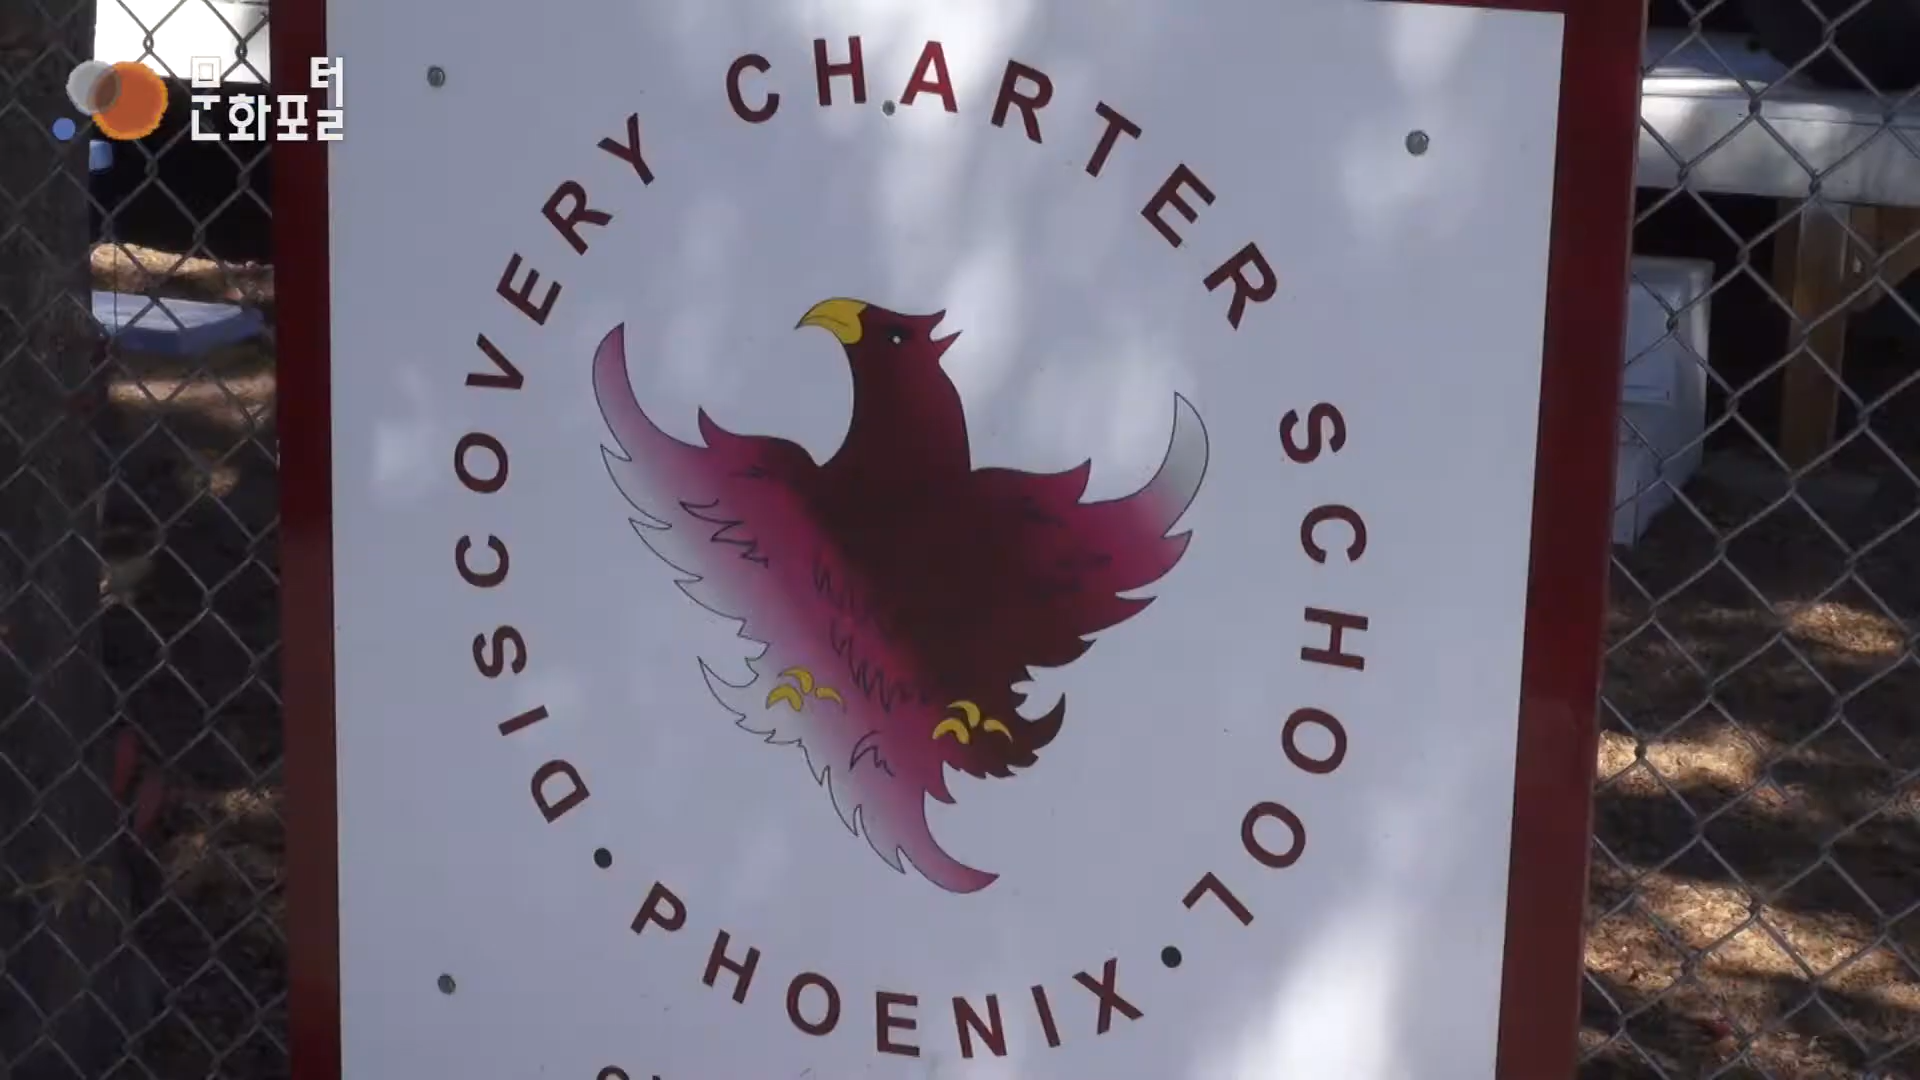 문화포털
DISCOVERY CHARTER SCHOOL
• PHOENIX •